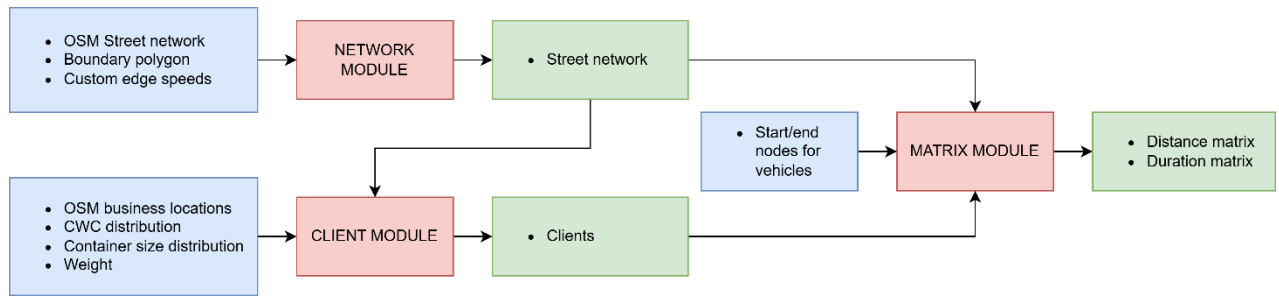 • OSM Street network
• Boundary polygon
• Custom edge speeds
NETWORK
MODULE
• Street network
• Start/end
nodes for
vehicles
MATRIX MODULE
• Distance matrix
• Duration matrix
• OSM business locations
• CWC distribution
• Container size distribution
• Weight
CLIENT MODULE
• Clients